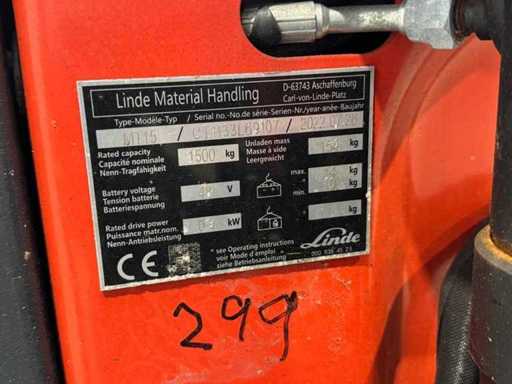 Linde Material Handling
D-63743 Aschaffenburg
Carl-von-Linde-Platz
Type-Modèle-Typ / Serial no.-No.de série-Serien-Nr./year-anée-Baujahr
Rated capacity
Capacité nominale
Nenn-Tragfähigkeit
1500 kg
Unladen mass
Masse à vide
Leergewicht
kg
Battery voltage
Tension batterie
Batteriespannung
V
max.
min.
kg
kg
Rated drive power
Puissance matr.nom.
Nenn-Antriebsleistung
kW
kg
CE
* see Operating instructions
voir Mode d'emploi
siehe Betriebsanleitung
Linde
299